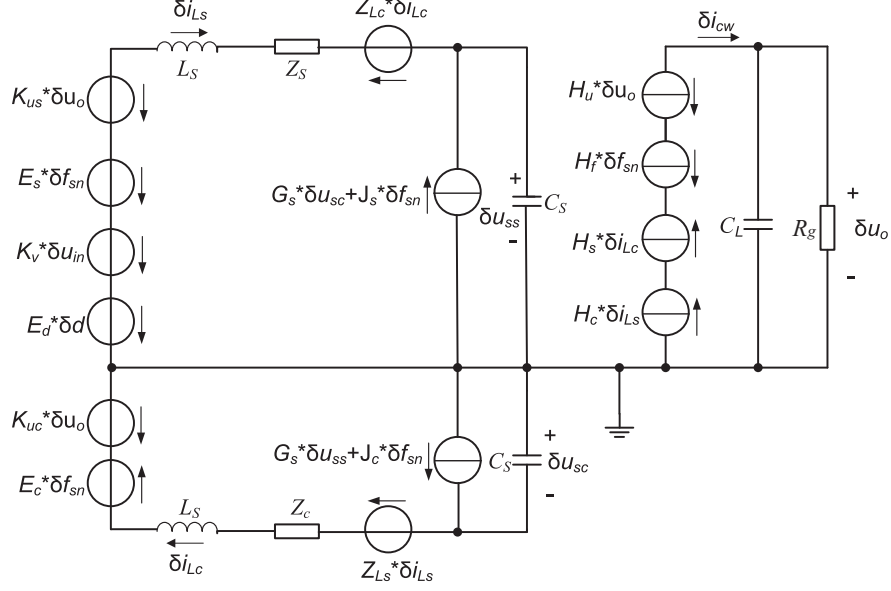 δi_Ls
Z_Lc*δi_Lc
δi_cw
L_S
Z_S
K_us*δu_o
H_u*δu_o
E_s*δf_sn
H_f*δf_sn
G_s*δu_sc+J_s*δf_sn
+
C_S
δu_ss
-
+
C_L
R_g
δu_o
-
K_v*δu_in
H_s*δi_Lc
E_d*δd
H_c*δi_Ls
K_uc*δu_o
G_s*δu_ss+J_c*δf_sn
C_S
+
δu_sc
-
E_c*δf_sn
L_S
Z_c
δi_Lc
Z_Ls*δi_Ls